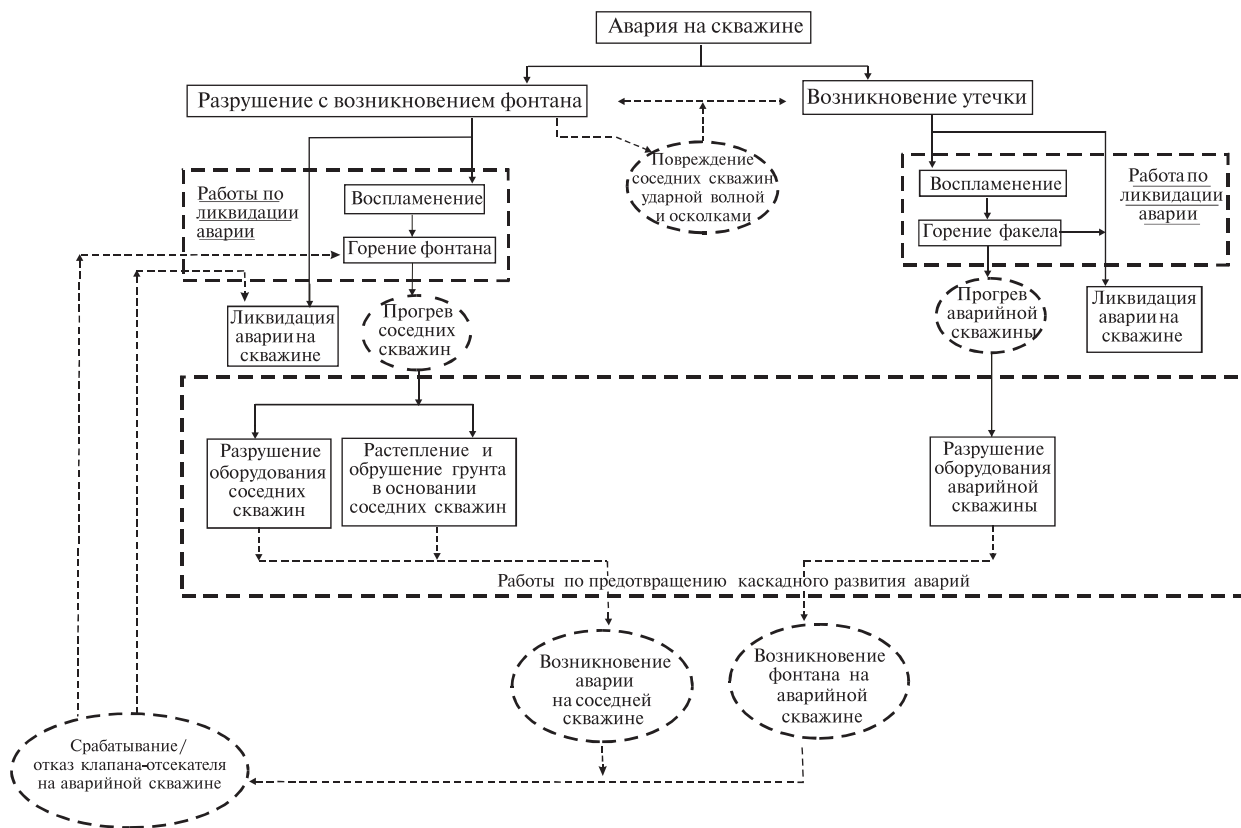 Авария на скважине
Разрушение с возникновением фонтана
Возникновение утечки
Повреждение
соседних скважин
ударной волной
и осколками
Работы по
ликвидации
аварии
Воспламенение
Горение фонтана
Воспламенение
Горение факела
Работа по
ликвидации
аварии
Ликвидация
аварии на
скважине
Прогрев
соседних
скважин
Прогрев
аварийной
скважины
Ликвидация
аварии на
скважине
Разрушение
оборудования
соседних
скважин
Растепление и
обрушение грунта
в основании
соседних скважин
Разрушение
оборудования
аварийной
скважины
Работы по предотвращению каскадного развития аварий
Возникновение
аварии
на соседней
скважине
Возникновение
фонтана на
аварийной
скважине
Срабатывание/
отказ клапана-отсекателя
на аварийной скважине